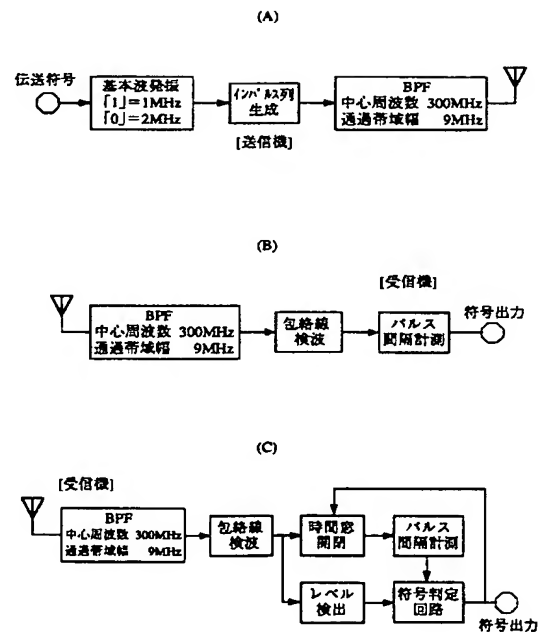 (A)
伝送符号
基本波発振
「1」=1MHz
「0」=2MHz
インパルス列
生成
BPF
中心周波数 300MHz
通過帯域幅 9MHz
[送信機]
(B)
[受信機]
BPF
中心周波数 300MHz
通過帯域幅 9MHz
包絡線
検波
パルス
間隔計測
符号出力
(C)
[受信機]
BPF
中心周波数 300MHz
通過帯域幅 9MHz
包絡線
検波
時間窓
開閉
パルス
間隔計測
レベル
検出
符号判定
回路
符号出力